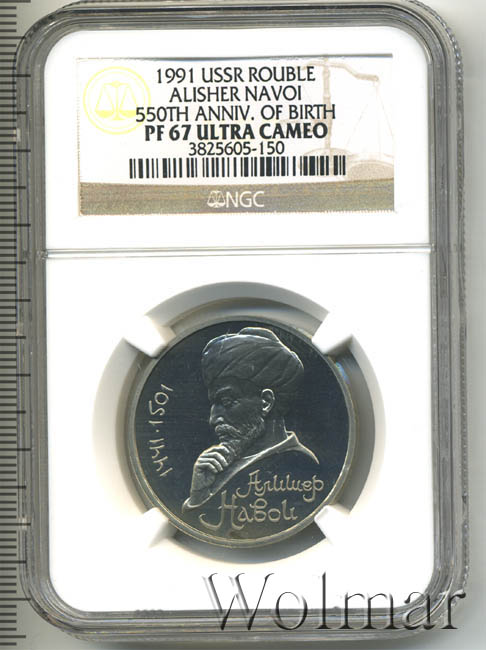 1991 USSR ROUBLE
ALISHER NAVOI
550TH ANNIV. OF BIRTH
PF 67 ULTRA CAMEO
3825605-150
NGC
1441·1501
Алишер
Навои
Wolmar